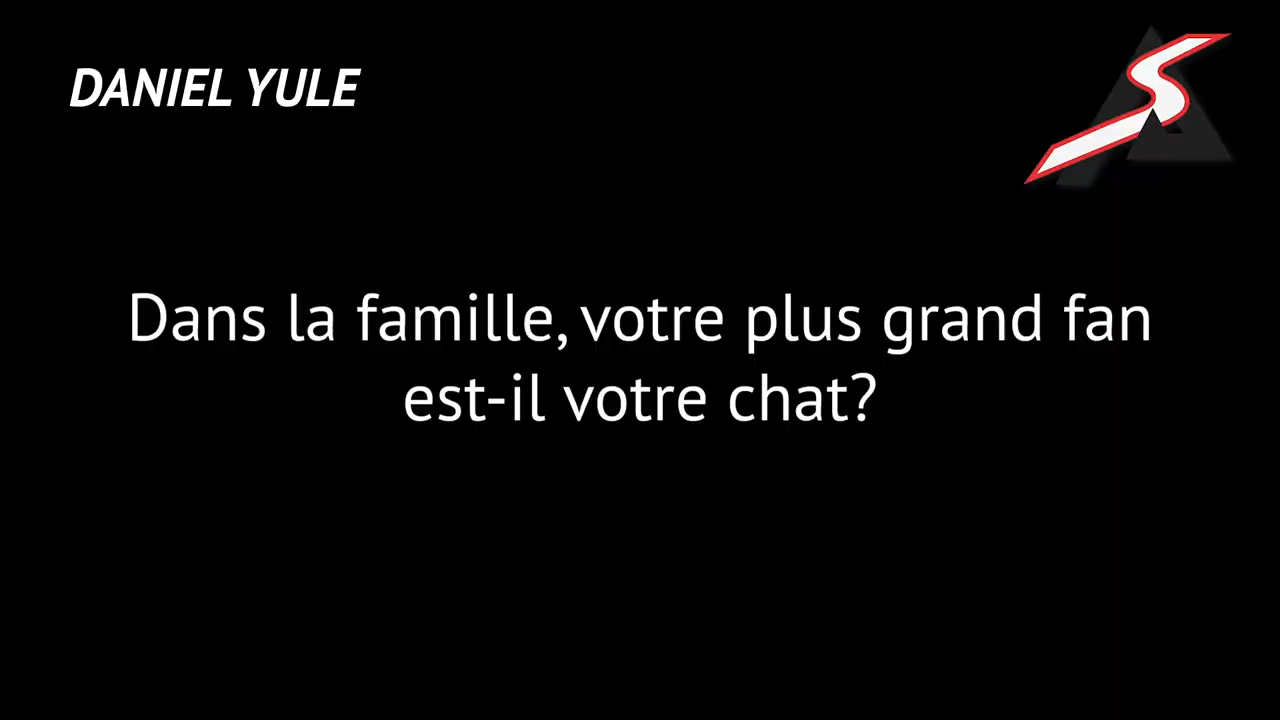 DANIEL YULE
Dans la famille, votre plus grand fan
est-il votre chat?